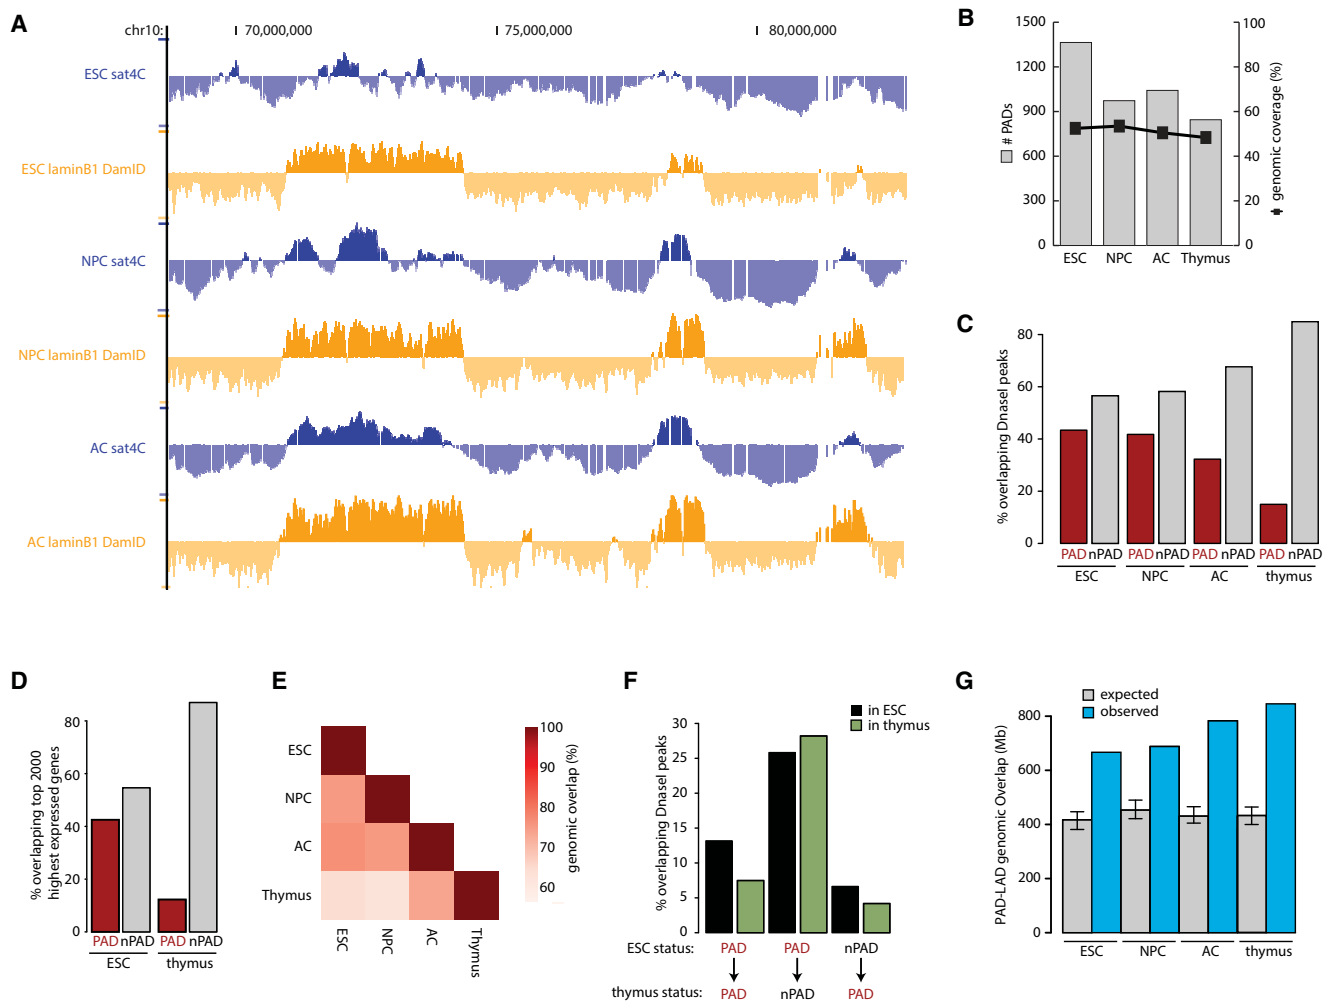 A
chr10:
70,000,000
75,000,000
80,000,000
ESC sat4C
ESC laminB1 DamID
NPC sat4C
NPC laminB1 DamID
AC sat4C
AC laminB1 DamID
B
1500
1200
900
600
300
0
# PADs
100
80
60
40
20
0
genomic coverage (%)
ESC NPC AC Thymus
C
80
60
40
20
0
% overlapping DnaseI peaks
PAD nPAD PAD nPAD PAD nPAD PAD nPAD
ESC NPC AC thymus
D
80
60
40
20
0
% overlapping top 2000
highest expressed genes
PAD nPAD PAD nPAD
ESC thymus
E
ESC
NPC
AC
Thymus
ESC NPC AC Thymus
100
90
80
70
60
genomic overlap (%)
F
in ESC
in thymus
30
25
20
15
10
5
0
% overlapping DnaseI peaks
ESC status: PAD PAD nPAD
thymus status: PAD nPAD PAD
G
expected
observed
800
600
400
200
0
PAD-LAD genomic Overlap (Mb)
ESC NPC AC thymus